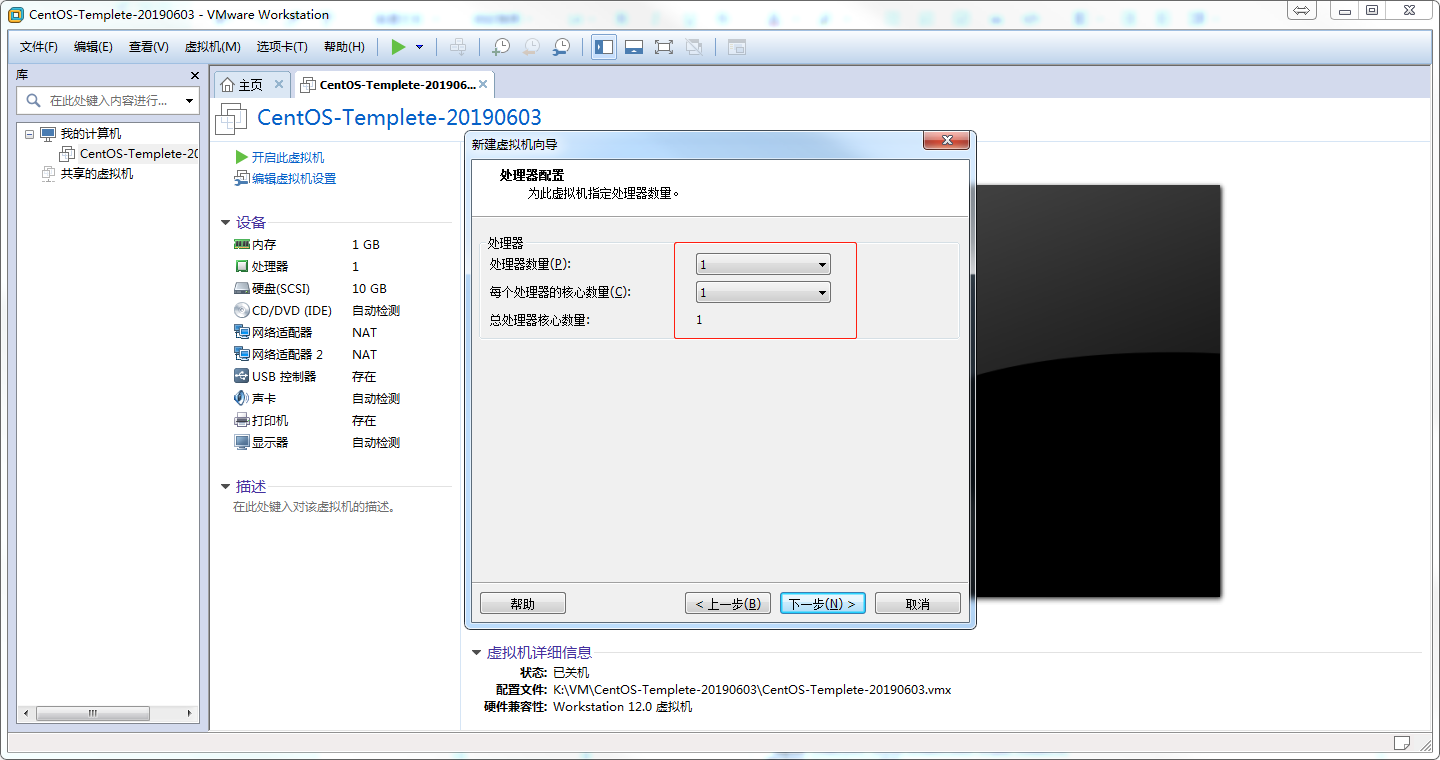 CentOS-Templete-20190603 - VMware Workstation
文件(F) 编辑(E) 查看(V) 虚拟机(M) 选项卡(T) 帮助(H)
库
在此处键入内容进行...
我的计算机
CentOS-Templete-20
共享的虚拟机
主页 CentOS-Templete-201906...
CentOS-Templete-20190603
开启此虚拟机
编辑虚拟机设置
设备
内存 1 GB
处理器 1
硬盘(SCSI) 10 GB
CD/DVD (IDE) 自动检测
网络适配器 NAT
网络适配器 2 NAT
USB 控制器 存在
声卡 自动检测
打印机 存在
显示器 自动检测
描述
在此处键入对该虚拟机的描述。
新建虚拟机向导
处理器配置
为此虚拟机指定处理器数量。
处理器
处理器数量(P): 1
每个处理器的核心数量(C): 1
总处理器核心数量: 1
帮助 < 上一步(B) 下一步(N) > 取消
虚拟机详细信息
状态: 已关机
配置文件: K:\VM\CentOS-Templete-20190603\CentOS-Templete-20190603.vmx
硬件兼容性: Workstation 12.0 虚拟机